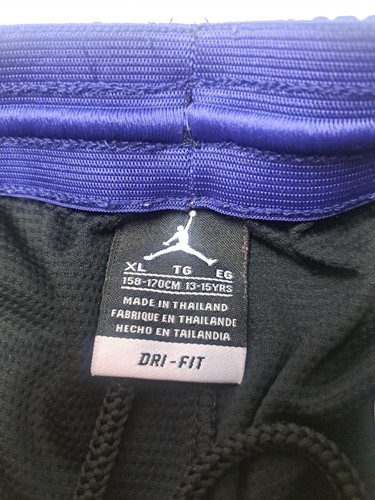 XL TG EG
158-170CM 13-15YRS
MADE IN THAILAND
FABRIQUE EN THAILANDE
HECHO EN TAILANDIA
DRI-FIT